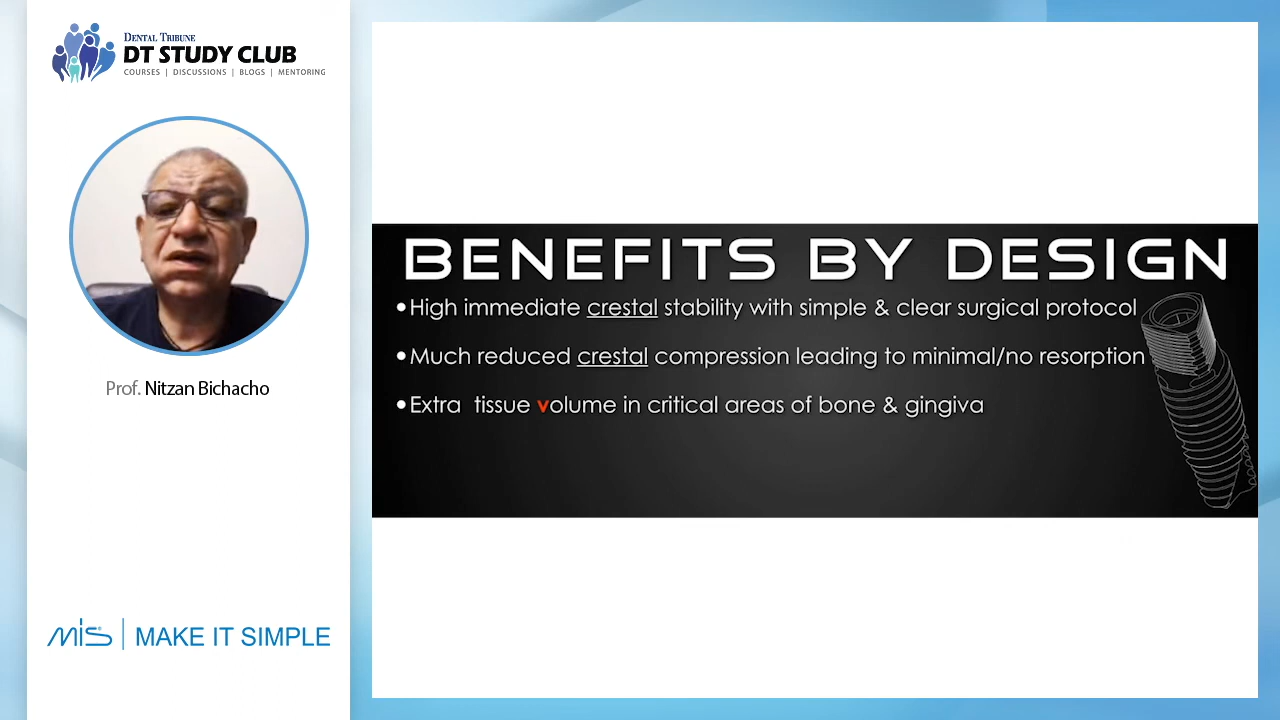 DENTAL TRIBUNE
DT STUDY CLUB
COURSES | DISCUSSIONS | BLOGS | MENTORING
Prof. Nitzan Bichacho
mis® | MAKE IT SIMPLE
BENEFITS BY DESIGN
•High immediate crestal stability with simple & clear surgical protocol
•Much reduced crestal compression leading to minimal/no resorption
•Extra tissue volume in critical areas of bone & gingiva